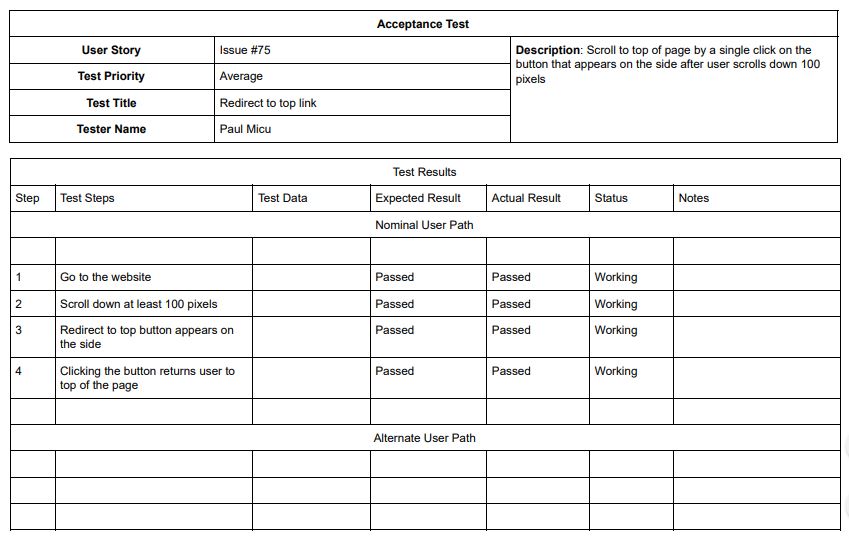 Acceptance Test
User Story
Issue #75
Description: Scroll to top of page by a single click on the
button that appears on the side after user scrolls down 100
pixels
Test Priority
Average
Test Title
Redirect to top link
Tester Name
Paul Micu
Test Results
Step Test Steps Test Data Expected Result Actual Result Status Notes
Nominal User Path
1 Go to the website Passed Passed Working
2 Scroll down at least 100 pixels Passed Passed Working
3 Redirect to top button appears on Passed Passed Working
the side
4 Clicking the button returns user to Passed Passed Working
top of the page
Alternate User Path